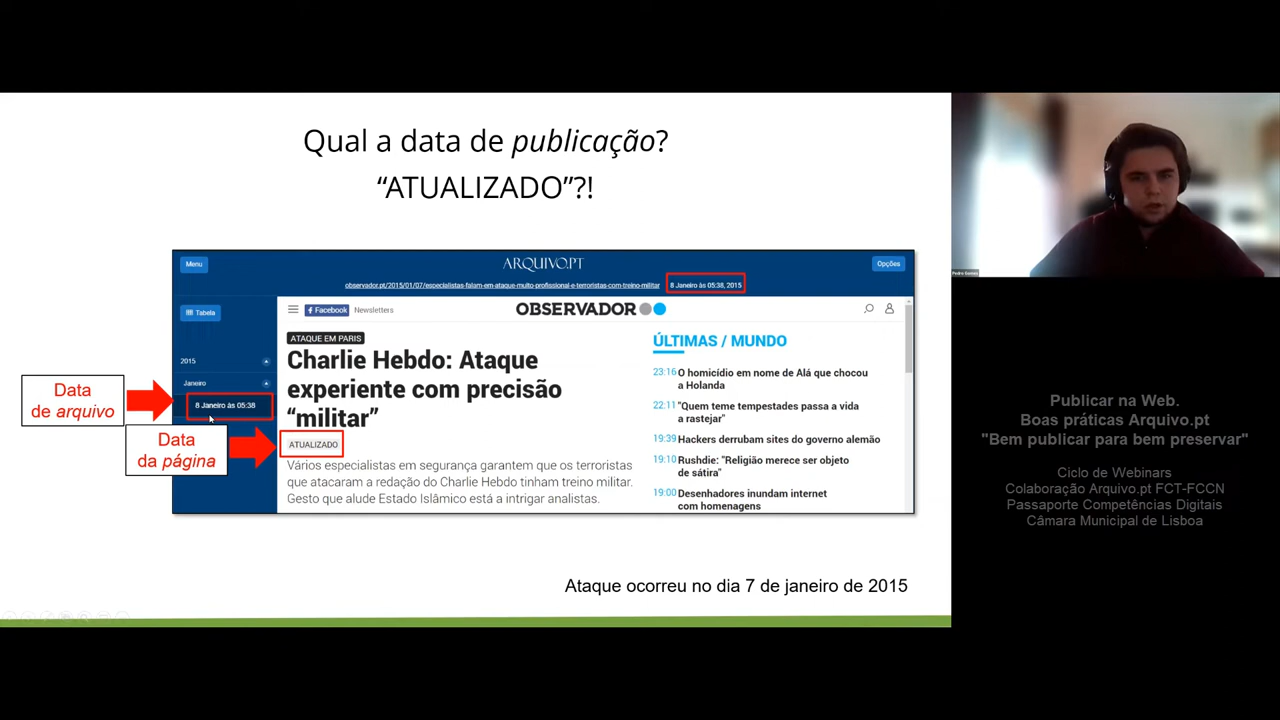 Qual a data de publicação?
“ATUALIZADO”?!
Menu
ARQUIVO.PT
Opções
observador.pt/2015/01/07/especialistas-falam-em-ataque-muito-profissional-e-terroristas-com-treino-militar
8 Janeiro às 05:38, 2015
Tabela
Facebook
Newsletters
OBSERVADOR
2015
Janeiro
8 Janeiro às 05:38
Data
de arquivo
Data
da página
ATAQUE EM PARIS
Charlie Hebdo: Ataque
experiente com precisão
“militar”
ATUALIZADO
Vários especialistas em segurança garantem que os terroristas
que atacaram a redação do Charlie Hebdo tinham treino militar.
Gesto que alude Estado Islâmico está a intrigar analistas.
ÚLTIMAS / MUNDO
23:16 O homicídio em nome de Alá que chocou
a Holanda
22:11 "Quem teme tempestades passa a vida
a rastejar"
19:39 Hackers derrubam sites do governo alemão
19:10 Rushdie: "Religião merece ser objeto
de sátira"
19:00 Desenhadores inundam internet
com homenagens
Ataque ocorreu no dia 7 de janeiro de 2015
Pedro Gomes
Publicar na Web.
Boas práticas Arquivo.pt
"Bem publicar para bem preservar"
Ciclo de Webinars
Colaboração Arquivo.pt FCT-FCCN
Passaporte Competências Digitais
Câmara Municipal de Lisboa